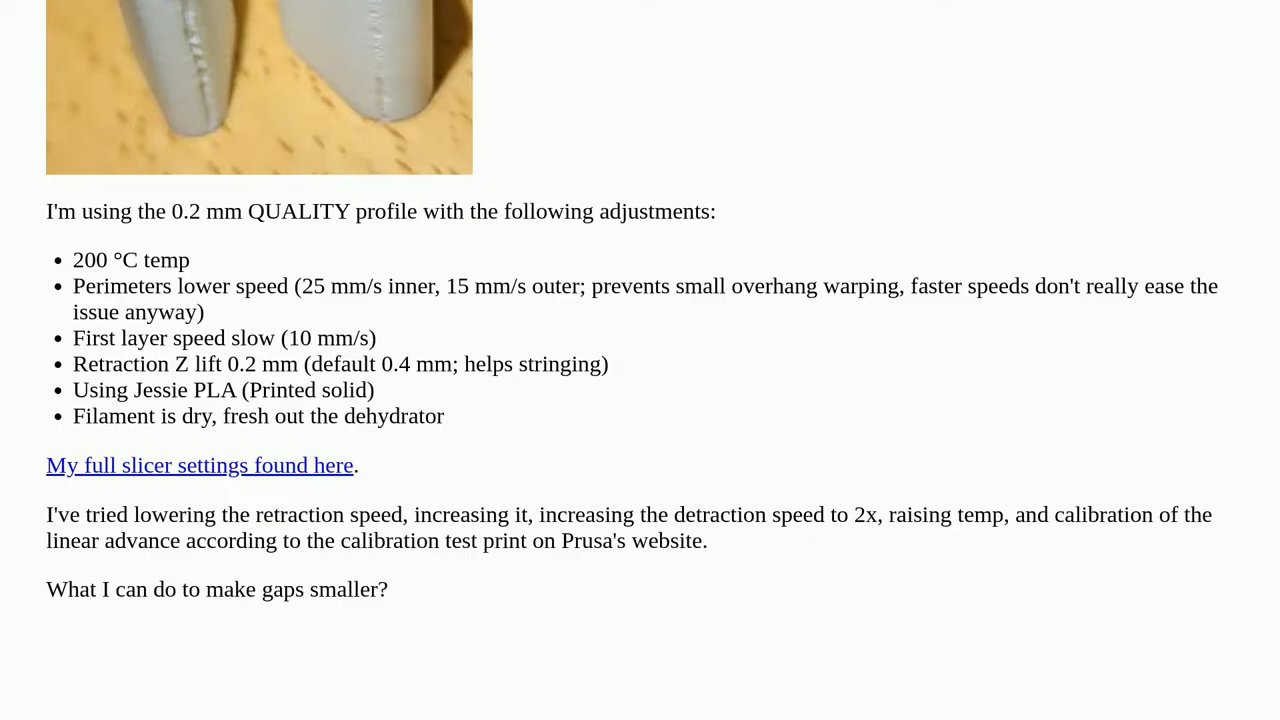 I'm using the 0.2 mm QUALITY profile with the following adjustments:
• 200 °C temp
• Perimeters lower speed (25 mm/s inner, 15 mm/s outer; prevents small overhang warping, faster speeds don't really ease the
issue anyway)
• First layer speed slow (10 mm/s)
• Retraction Z lift 0.2 mm (default 0.4 mm; helps stringing)
• Using Jessie PLA (Printed solid)
• Filament is dry, fresh out the dehydrator
My full slicer settings found here.
I've tried lowering the retraction speed, increasing it, increasing the detraction speed to 2x, raising temp, and calibration of the
linear advance according to the calibration test print on Prusa's website.
What I can do to make gaps smaller?